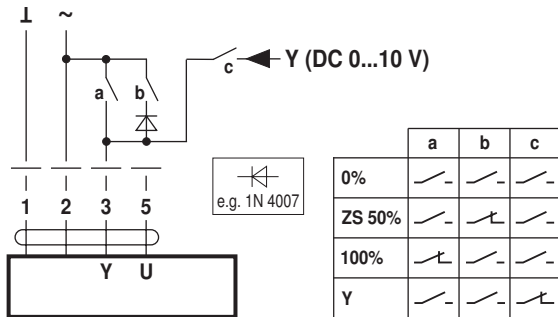 ⊥ ~
a b c Y (DC 0...10 V)
1 2 3 5
Y U
e.g. 1N 4007
a b c
0%
ZS 50%
100%
Y